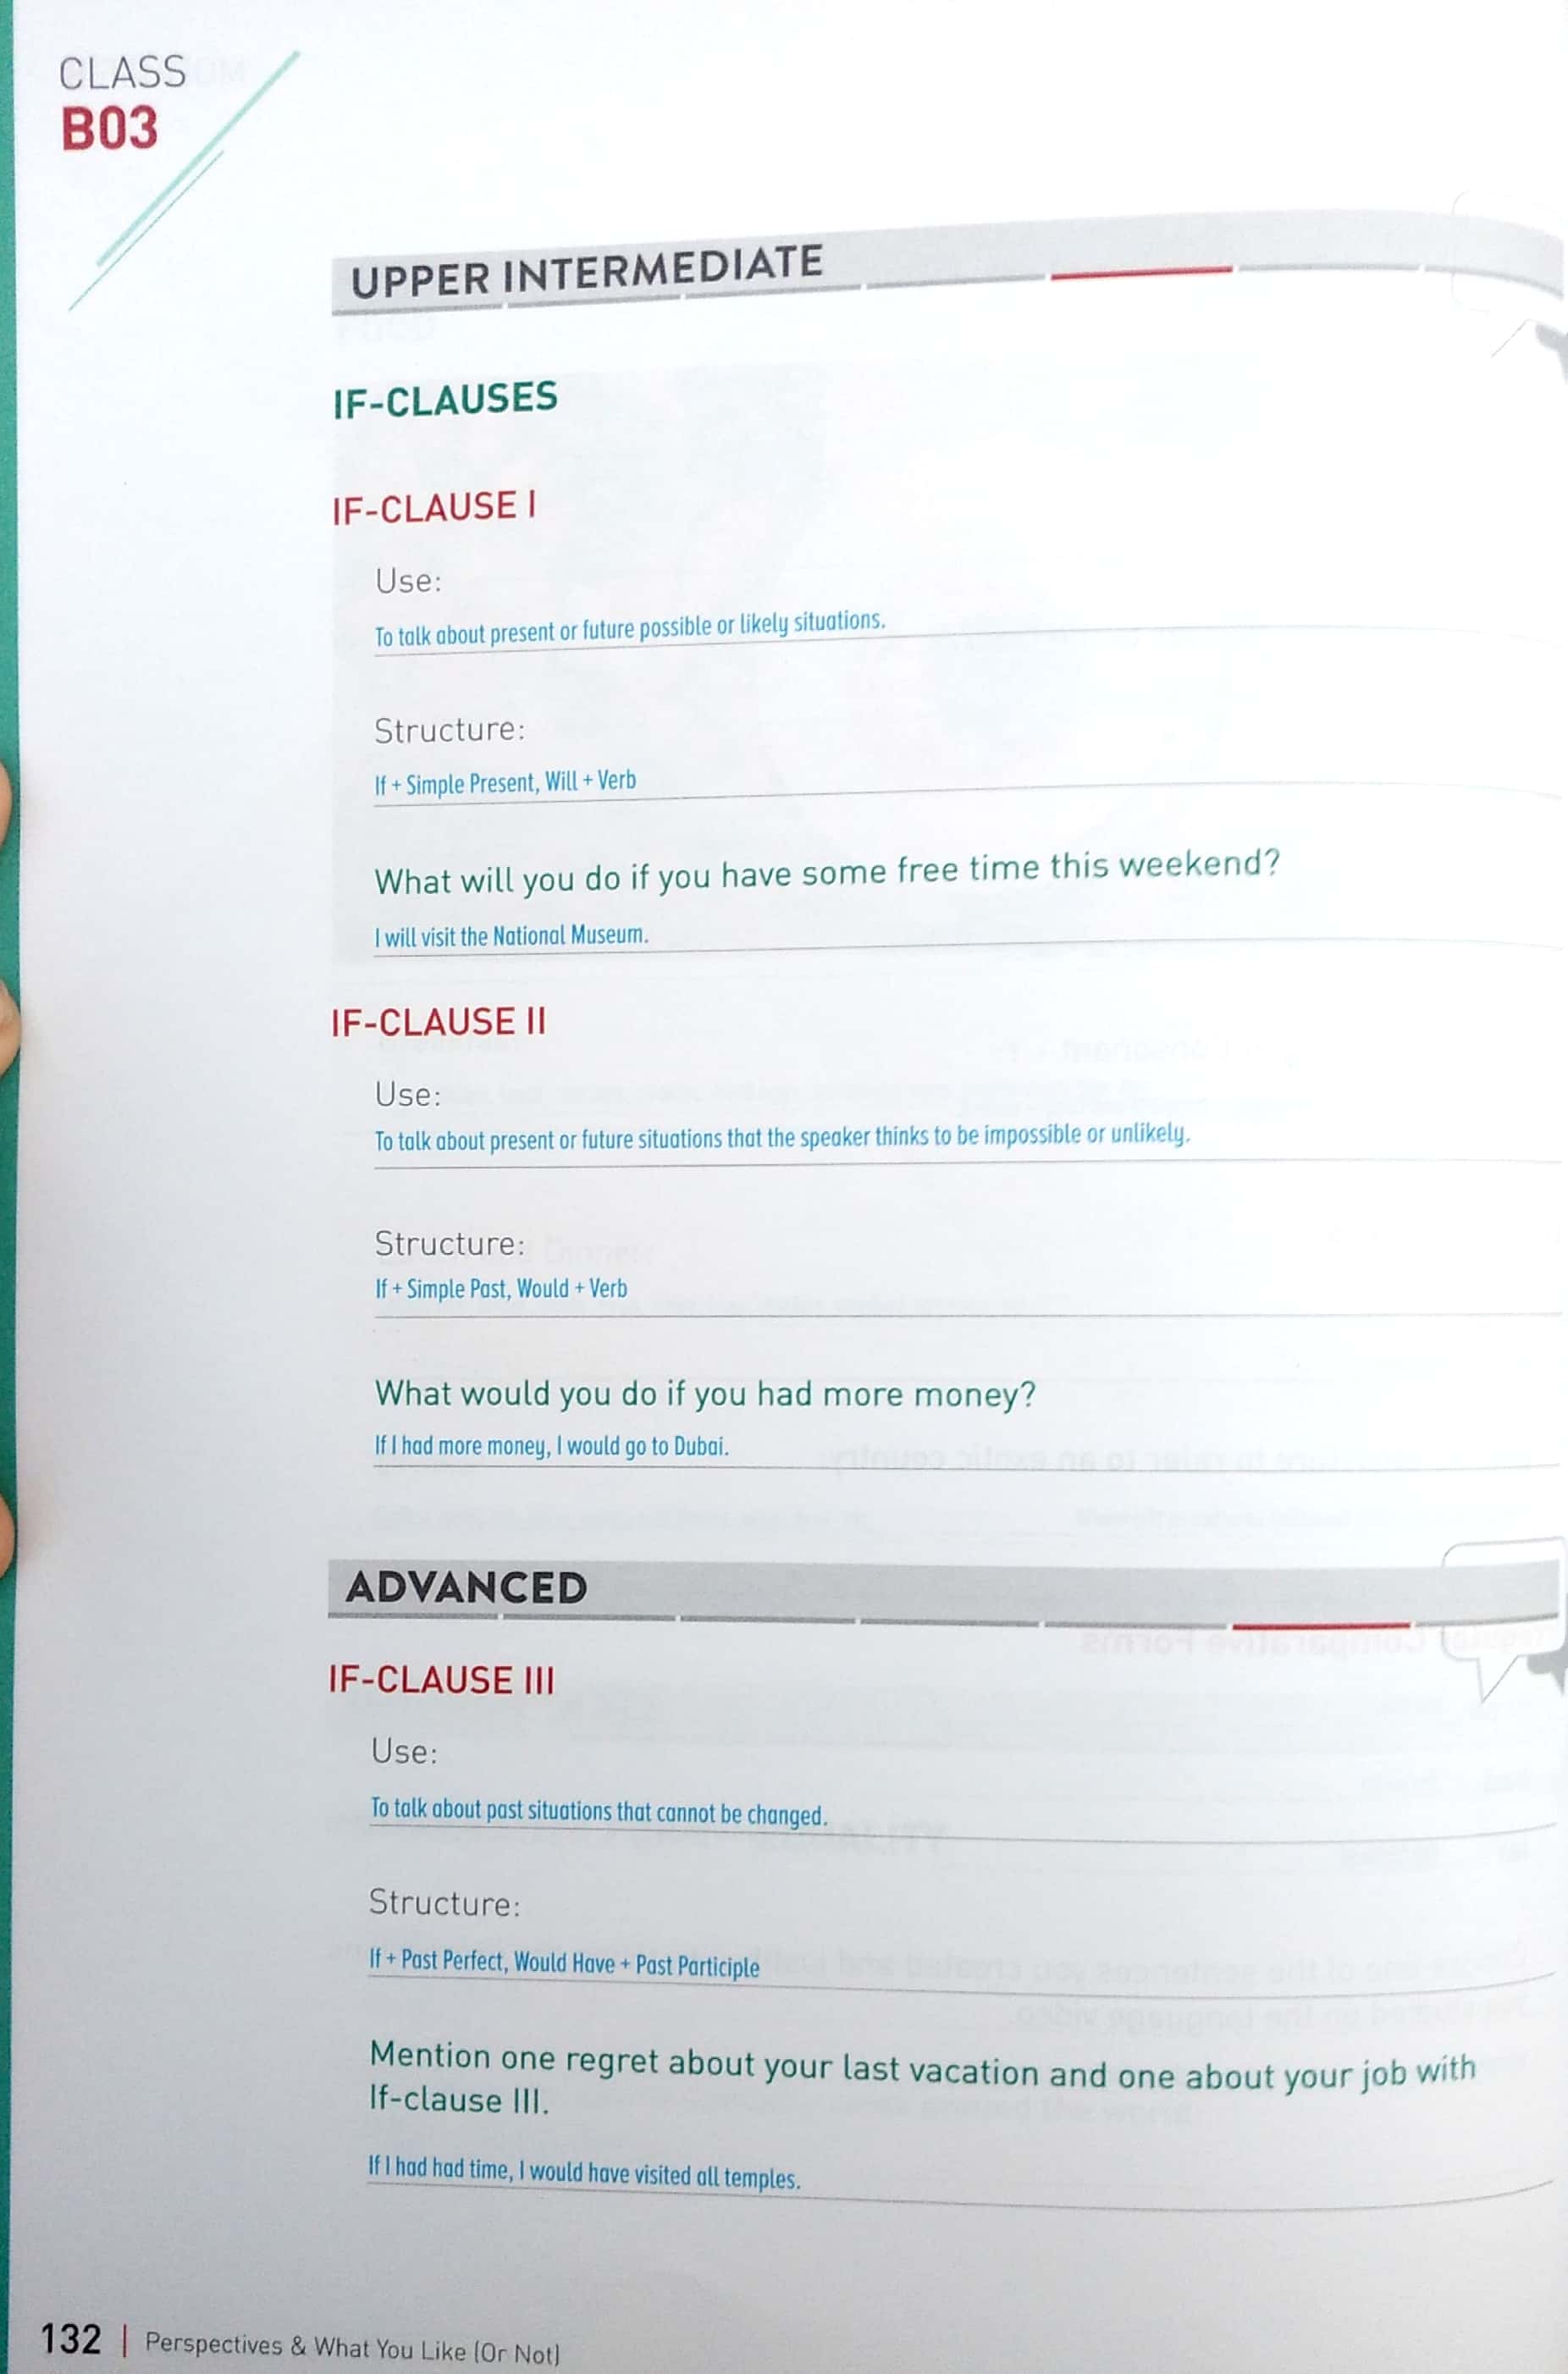 CLASS
B03
UPPER INTERMEDIATE
IF-CLAUSES
IF-CLAUSE I
Use:
To talk about present or future possible or likely situations.
Structure:
If + Simple Present, Will + Verb
What will you do if you have some free time this weekend?
I will visit the National Museum.
IF-CLAUSE II
Use:
To talk about present or future situations that the speaker thinks to be impossible or unlikely.
Structure:
If + Simple Past, Would + Verb
What would you do if you had more money?
If I had more money, I would go to Dubai.
ADVANCED
IF-CLAUSE III
Use:
To talk about past situations that cannot be changed.
Structure:
If + Past Perfect, Would Have + Past Participle
Mention one regret about your last vacation and one about your job with
If-clause III.
If I had had time, I would have visited all temples.
132 | Perspectives & What You Like (Or Not)